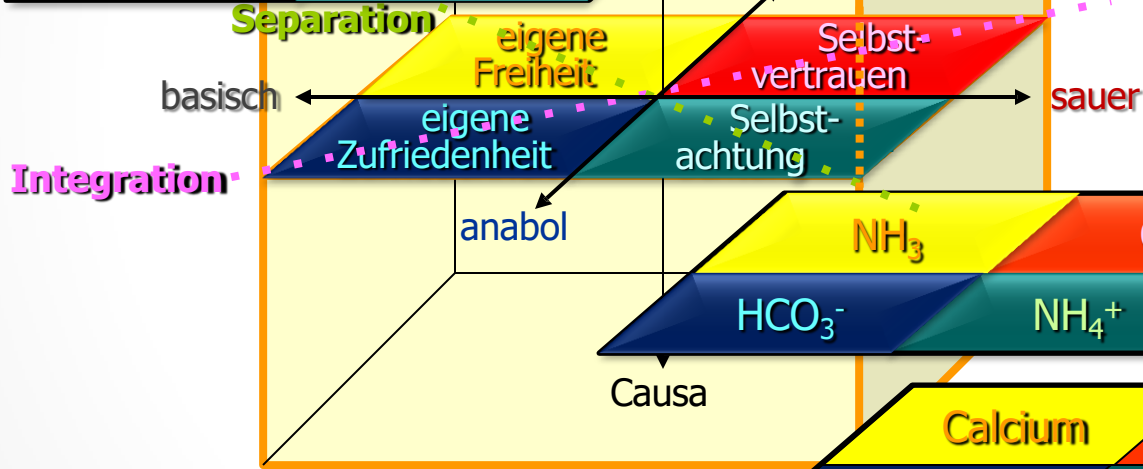 Separation
eigene
Freiheit
Selbst-
vertrauen
basisch
sauer
eigene
Zufriedenheit
Selbst-
achtung
Integration
anabol
NH₃
HCO₃⁻
NH₄⁺
Causa
Calcium